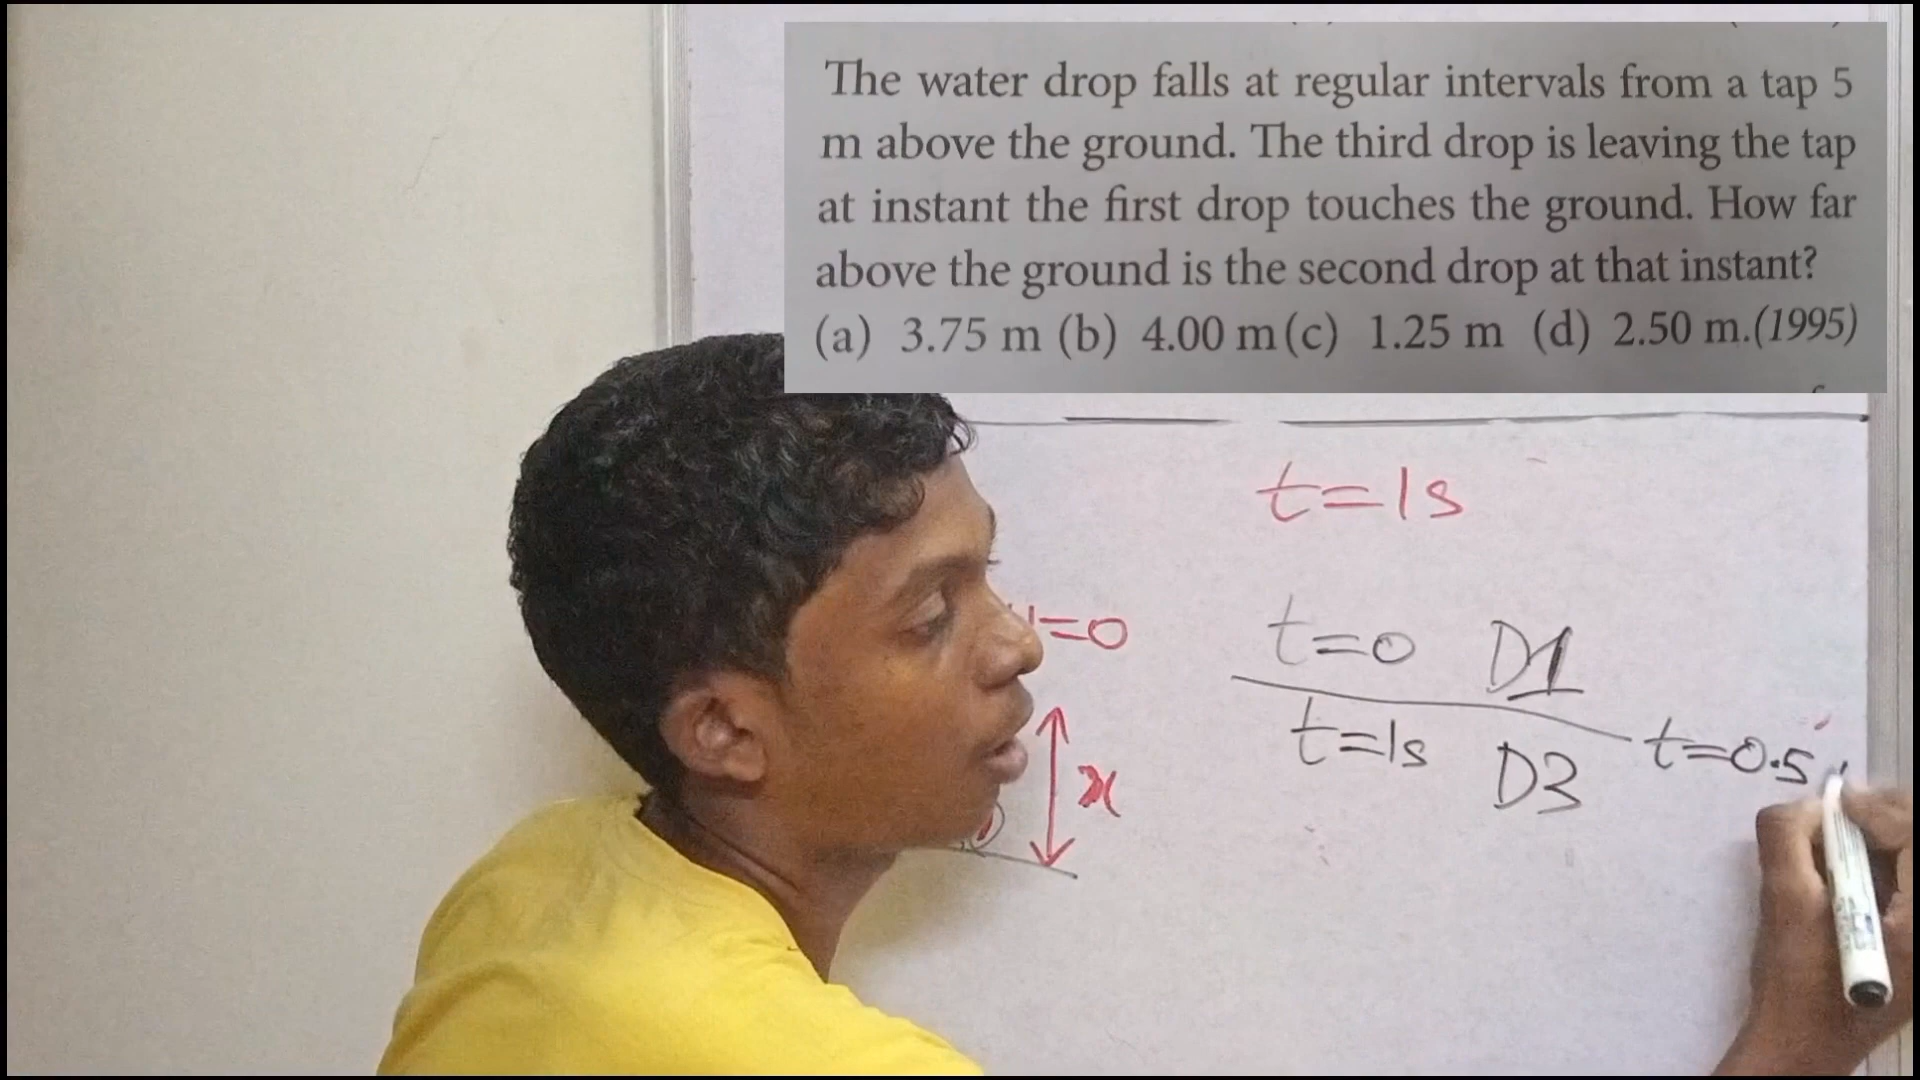 The water drop falls at regular intervals from a tap 5
m above the ground. The third drop is leaving the tap
at instant the first drop touches the ground. How far
above the ground is the second drop at that instant?
(a) 3.75 m (b) 4.00 m (c) 1.25 m (d) 2.50 m.(1995)
t=1s
=0
t=0 D1
t=1s D3 t=0.5
x